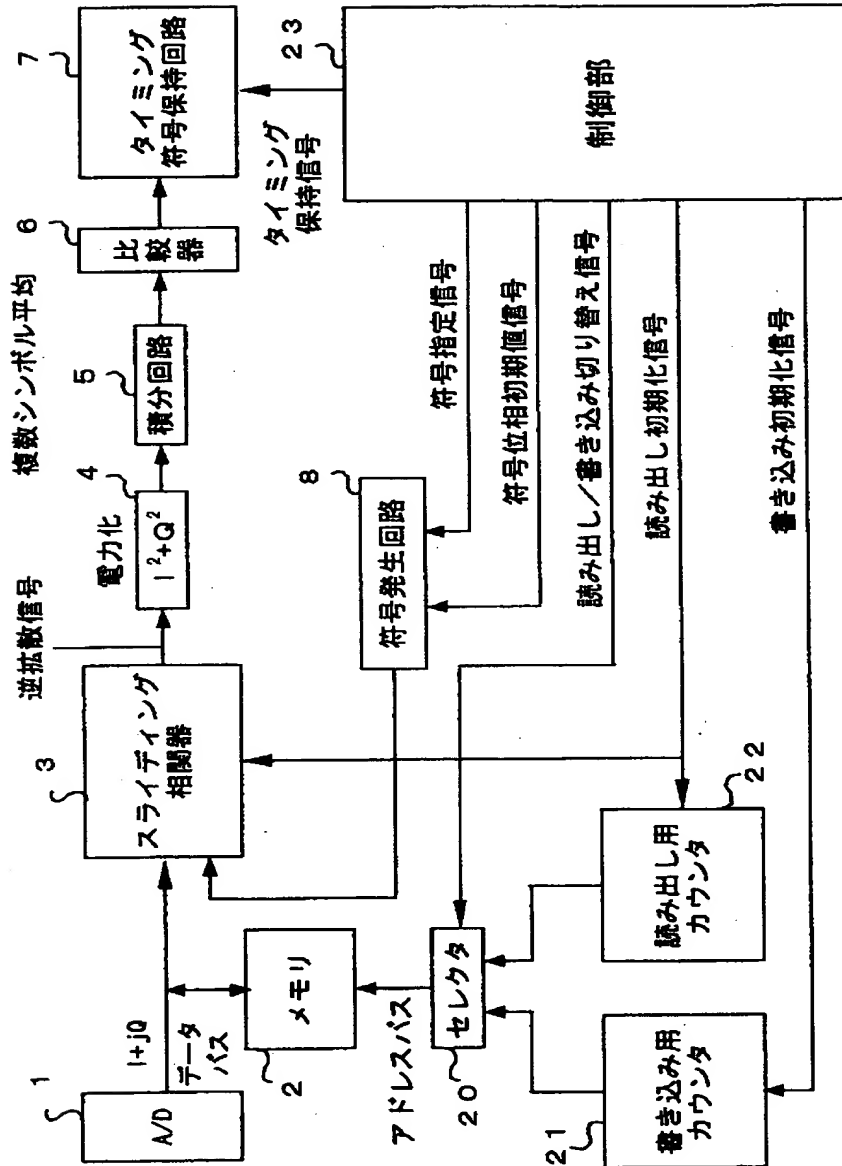 1
A/D
I+jQ
データ
バス
2
メモリ
アドレスバス
20
セレクタ
21
書き込み用
カウンタ
22
読み出し用
カウンタ
3
スライディング
相関器
逆拡散信号
電力化
4
I²+Q²
複数シンボル平均
5
積分回路
6
比較器
7
タイミング
符号保持回路
タイミング
保持信号
8
符号発生回路
符号指定信号
符号位相初期値信号
読み出し/書き込み切り替え信号
読み出し初期化信号
書き込み初期化信号
23
制御部